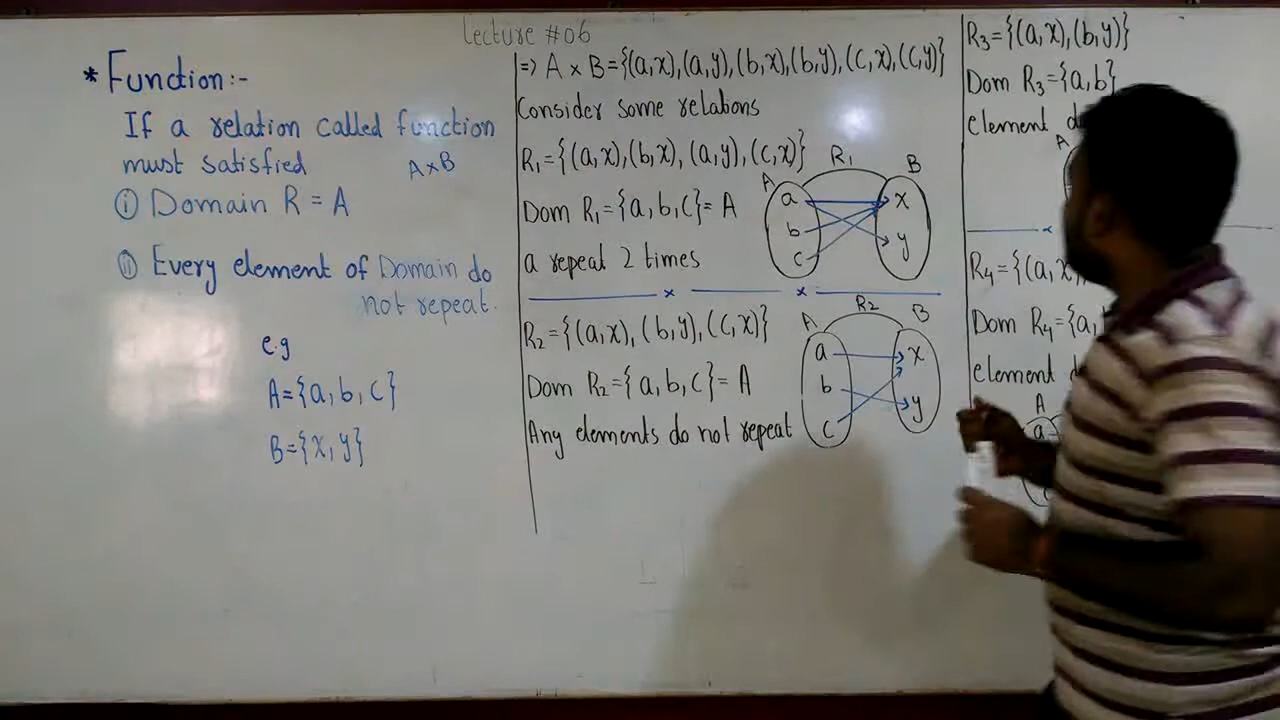 Lecture #06
* Function:-
If a relation called function
must satisfied A×B
(i) Domain R = A
(ii) Every element of Domain do
not repeat.
e.g
A={a, b, c}
B={x, y}
=> A × B = {(a,x),(a,y),(b,x),(b,y),(c,x),(c,y)}
Consider some relations
R₁={(a,x),(b,x),(a,y),(c,x)}
Dom R₁={a,b,c}=A
a repeat 2 times
A R₁ B
a x
b y
c
R₂={(a,x),(b,y),(c,x)}
Dom R₂={a,b,c}=A
Any elements do not repeat
A R₂ B
a x
b y
c
R₃={(a,x),(b,y)}
Dom R₃={a,b}
element
A
R₄={(a,x
Dom R₄={a,
element
A
a